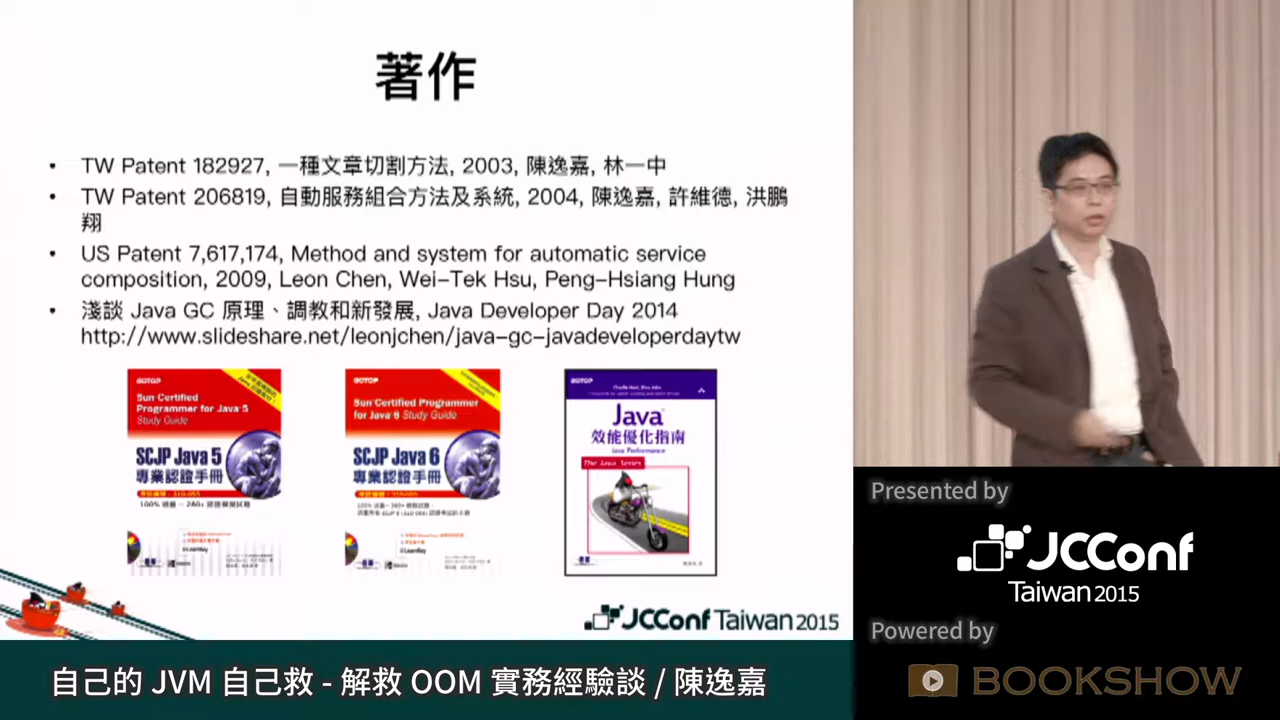 著作
• TW Patent 182927, 一種文章切割方法, 2003, 陳逸嘉, 林一中
• TW Patent 206819, 自動服務組合方法及系統, 2004, 陳逸嘉, 許維德, 洪鵬
翔
• US Patent 7,617,174, Method and system for automatic service
composition, 2009, Leon Chen, Wei-Tek Hsu, Peng-Hsiang Hung
• 淺談 Java GC 原理、調教和新發展, Java Developer Day 2014
http://www.slideshare.net/leonjchen/java-gc-javadeveloperdaytw
GOTOP
Sun Certified
Programmer for Java 5
Study Guide
SCJP Java 5
專業認證手冊
GOTOP
Sun Certified Programmer
for Java 6 Study Guide
SCJP Java 6
專業認證手冊
GOTOP
Java
效能優化指南
Java Performance
The Java Series
JCConf Taiwan 2015
自己的 JVM 自己救 - 解救 OOM 實務經驗談 / 陳逸嘉
Presented by
JCConf
Taiwan 2015
Powered by
BOOKSHOW